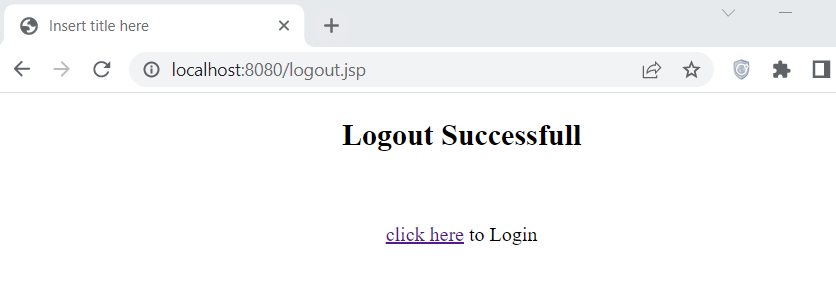 Insert title here
localhost:8080/logout.jsp
Logout Successfull
click here to Login